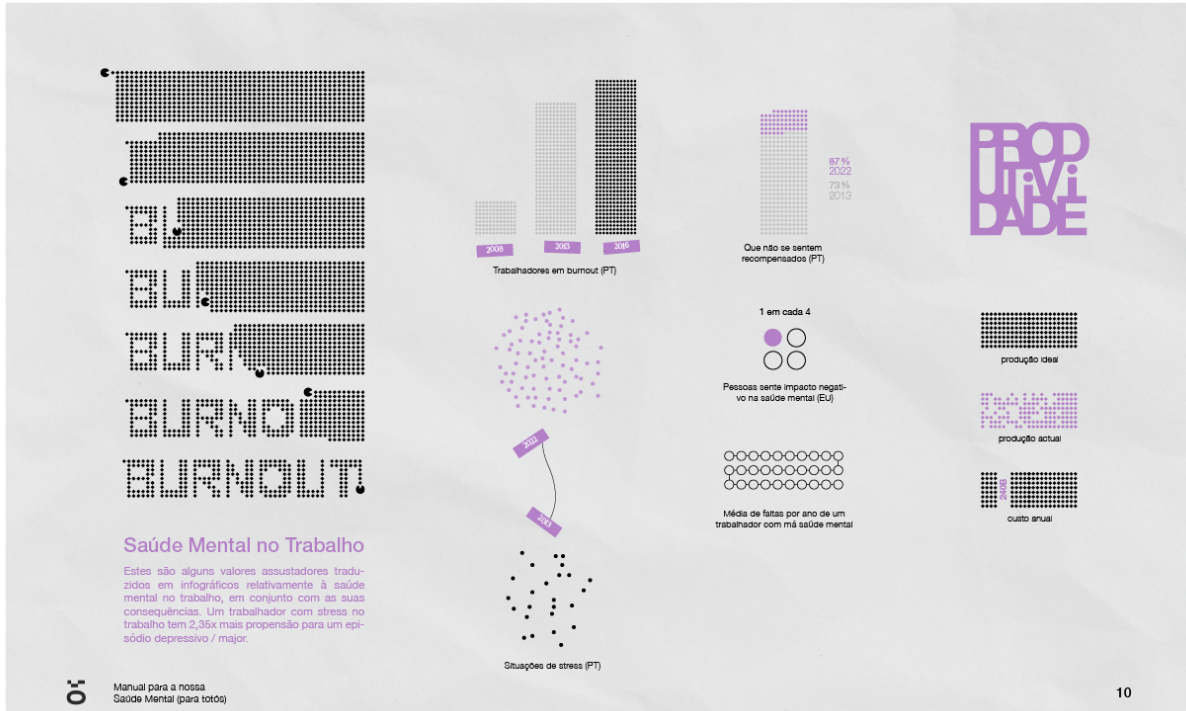 BU
BU
BURN
BURNO
BURNOUT
Saúde Mental no Trabalho
Estes são alguns valores assustadores tradu-
zidos em infográficos relativamente à saúde
mental no trabalho, em conjunto com as suas
consequências. Um trabalhador com stress no
trabalho tem 2,35x mais propensão para um epi-
sódio depressivo / major.
2008
2013
2016
Trabalhadores em burnout (PT)
2022
2013
Situações de stress (PT)
87%
2022
73%
2013
Que não se sentem
recompensados (PT)
1 em cada 4
Pessoas sente impacto negati-
vo na saúde mental (EU)
Média de faltas por ano de um
trabalhador com má saúde mental
PROD
UTiVi
DADE
produção ideal
produção actual
240B
custo anual
Manual para a nossa
Saúde Mental (para totós)
10